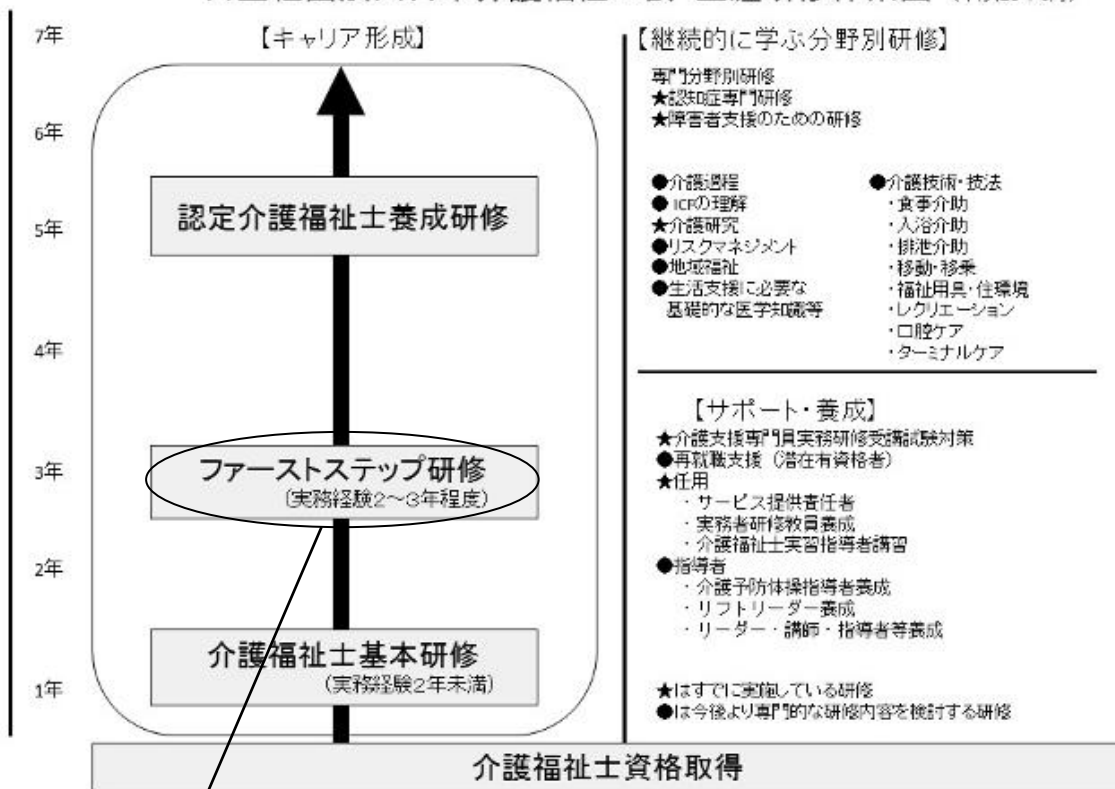 7年
6年
5年
4年
3年
2年
1年
【キャリア形成】
認定介護福祉士養成研修
ファーストステップ研修
(実務経験2～3年程度)
介護福祉士基本研修
(実務経験2年未満)
【継続的に学ぶ分野別研修】
専門分野別研修
★認知症専門研修
★障害者支援のための研修
●介護過程
●ICFの理解
★介護研究
●リスクマネジメント
●地域福祉
●生活支援に必要な
基礎的な医学知識等
●介護技術・技法
・食事介助
・入浴介助
・排泄介助
・移動・移乗
・福祉用具・住環境
・レクリエーション
・口腔ケア
・ターミナルケア
【サポート・養成】
★介護支援専門員実務研修受講試験対策
●再就職支援（潜在有資格者）
★任用
・サービス提供責任者
・実務者研修教員養成
・介護福祉士実習指導者講習
●指導者
・介護予防体操指導者養成
・リフトリーダー養成
・リーダー・講師・指導者等養成
★はすでに実施している研修
●は今後より専門的な研修内容を検討する研修
介護福祉士資格取得